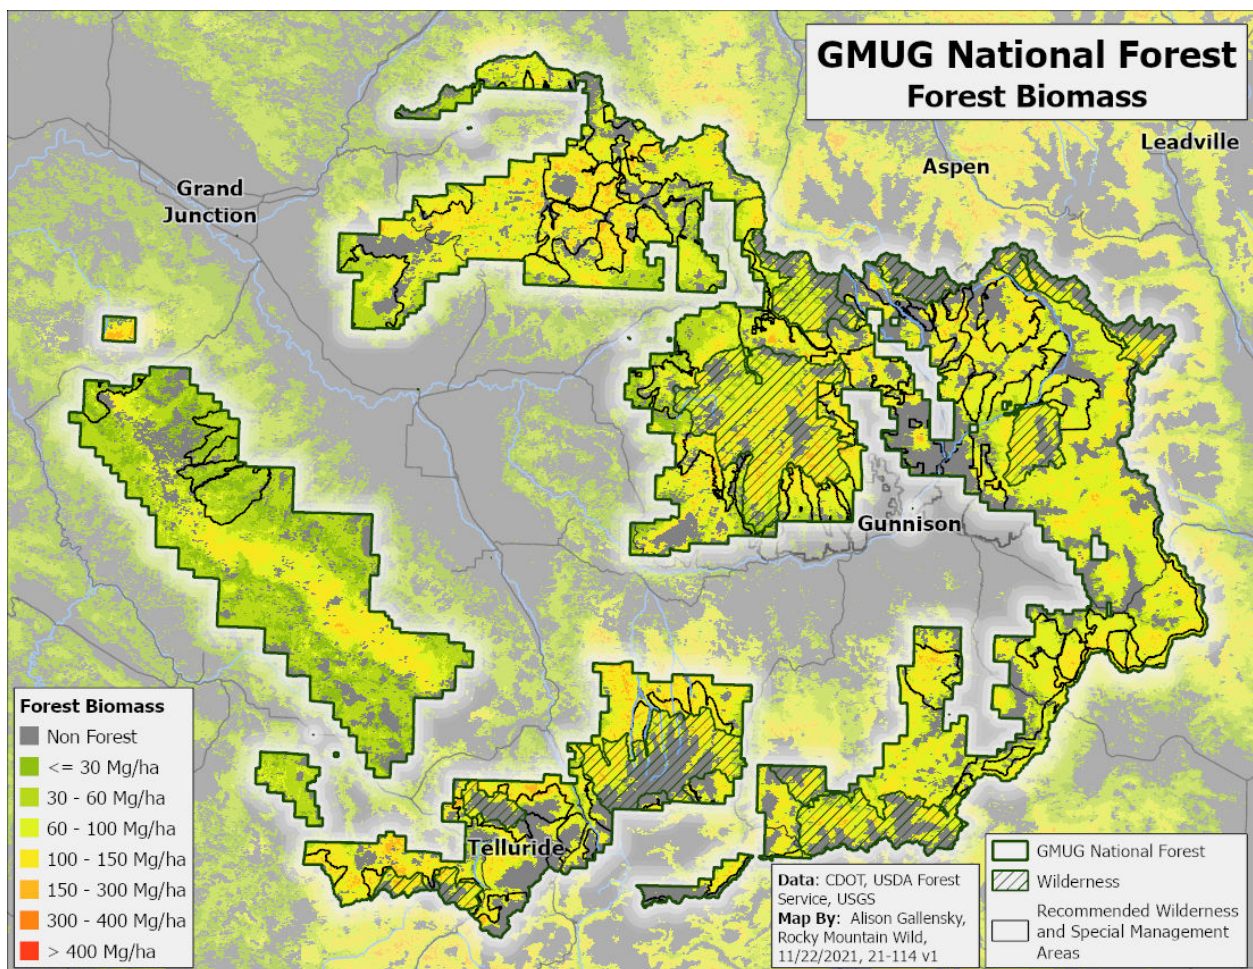 GMUG National Forest
Forest Biomass
Leadville
Aspen
Grand
Junction
Gunnison
Telluride
Forest Biomass
Non Forest
<= 30 Mg/ha
30 - 60 Mg/ha
60 - 100 Mg/ha
100 - 150 Mg/ha
150 - 300 Mg/ha
300 - 400 Mg/ha
> 400 Mg/ha
Data: CDOT, USDA Forest
Service, USGS
Map By: Alison Gallensky,
Rocky Mountain Wild,
11/22/2021, 21-114 v1
GMUG National Forest
Wilderness
Recommended Wilderness
and Special Management
Areas